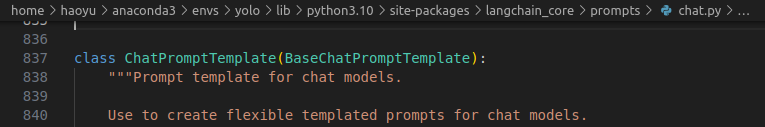 home > haoyu > anaconda3 > envs > yolo > lib > python3.10 > site-packages > langchain_core > prompts > chat.py > ...
836
837 class ChatPromptTemplate(BaseChatPromptTemplate):
838 """Prompt template for chat models.
839
840 Use to create flexible templated prompts for chat models.